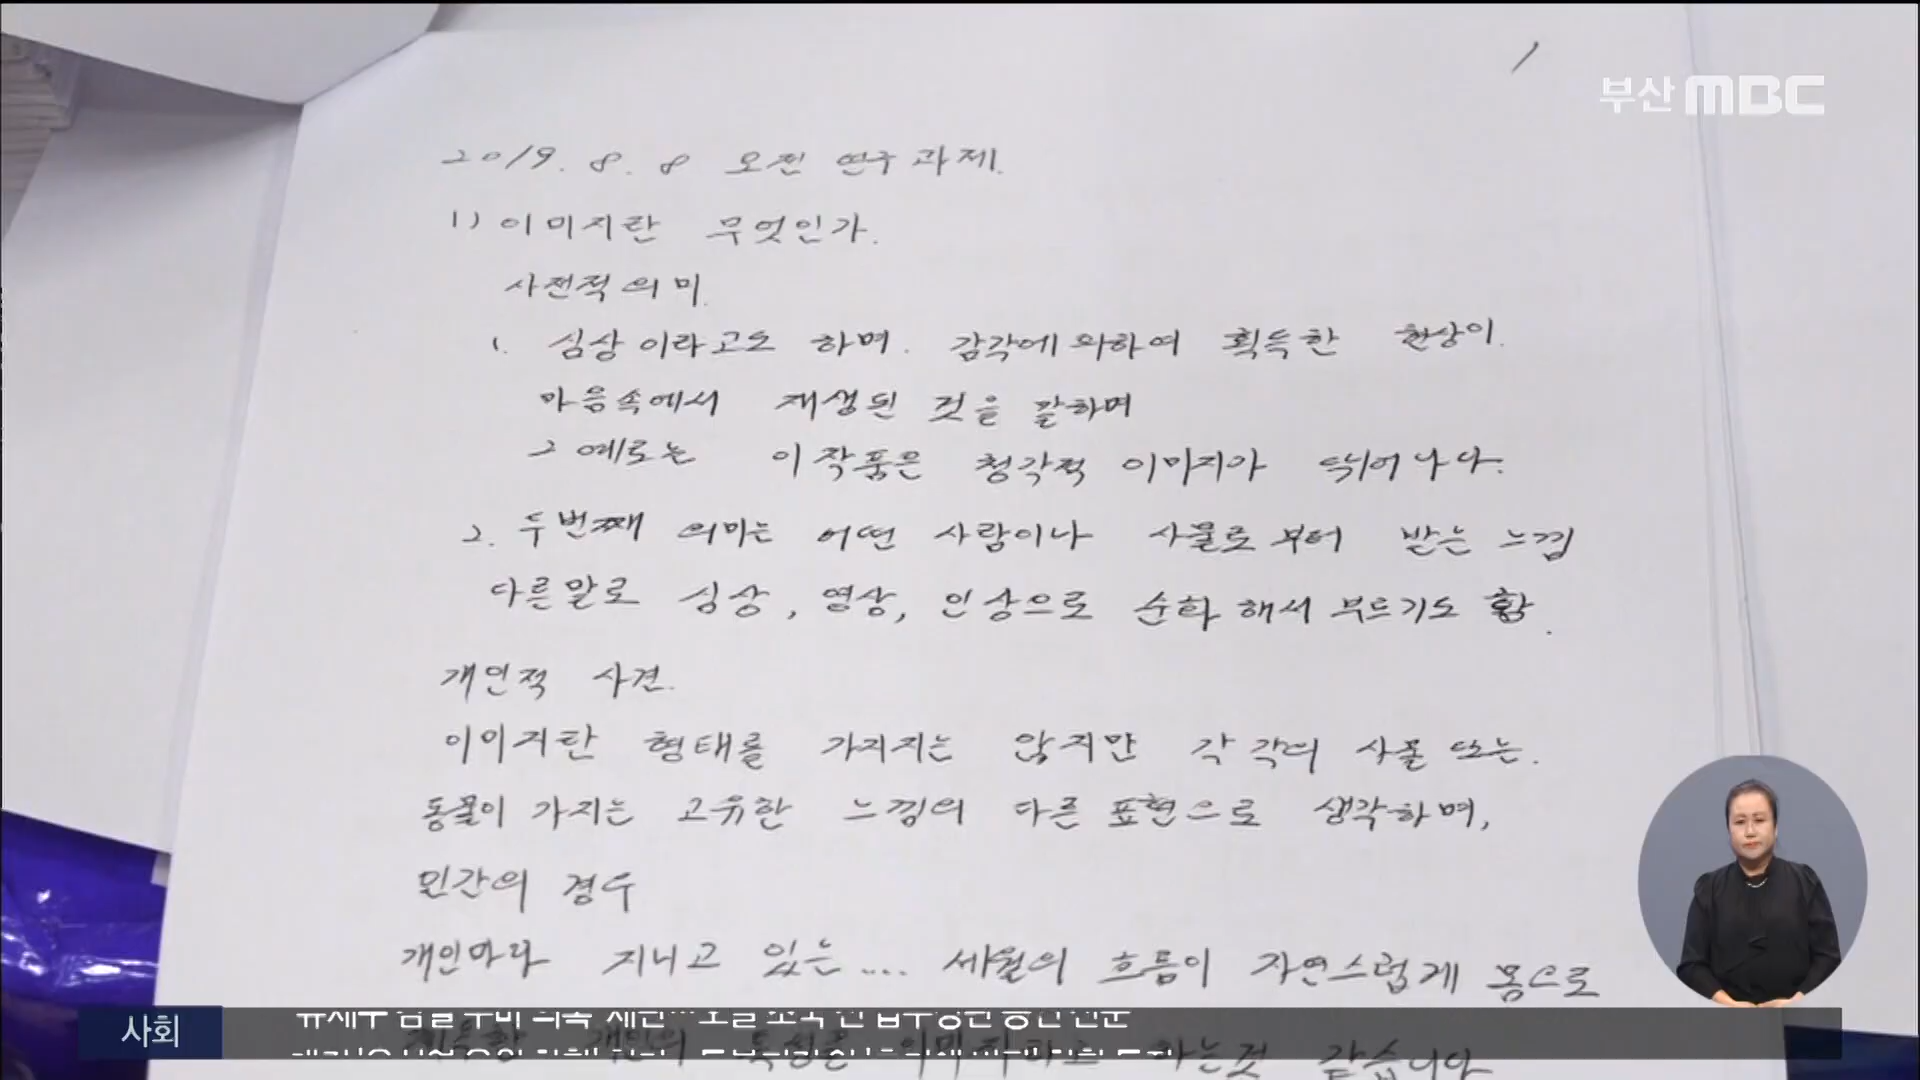 1
부산 MBC
2019. 8. 8 오전 연구과제.
1) 이미지란 무엇인가.
사전적 의미.
1. 심상이라고도 하며. 감각에 의하여 획득한 현상이.
마음속에서 재생된 것을 말하며
그 예로는 이 작품은 청각적 이미지가 뛰어나다.
2. 두번째 의미는 어떤 사람이나 사물로부터 받는 느낌
다른말로 심상, 영상, 인상으로 순화해서 부르기도 함.
개인적 사견.
이미지란 형태를 가지지는 않지만 각각의 사물 또는.
동물이 가지는 고유한 느낌의 다른 표현으로 생각하며,
인간의 경우
개인마다 지니고 있는.... 세월의 흐름이 자연스럽게 몸으로
개인의 하는것 같습니다
사회